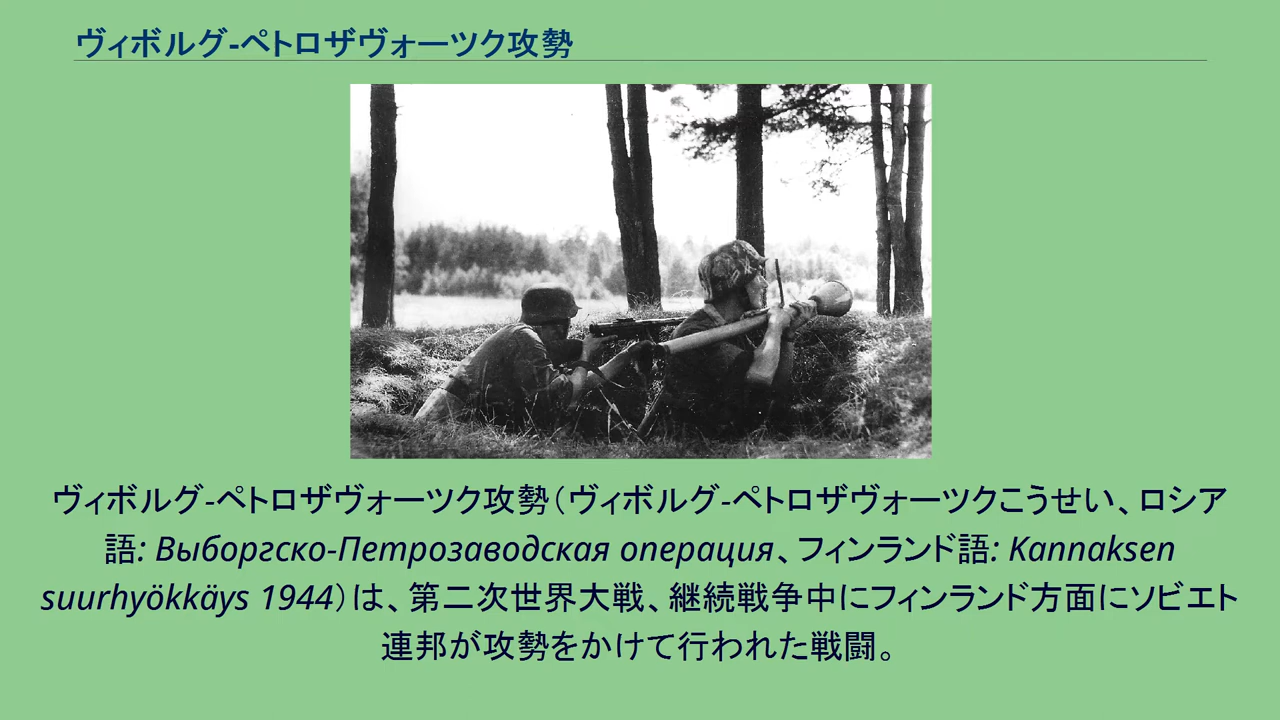 ヴィボルグ-ペトロザヴォーツク攻勢
ヴィボルグ-ペトロザヴォーツク攻勢（ヴィボルグ-ペトロザヴォーツクこうせい、ロシア
語: Выборгско-Петрозаводская операция、フィンランド語: Kannaksen
suurhyökkäys 1944）は、第二次世界大戦、継続戦争中にフィンランド方面にソビエト
連邦が攻勢をかけて行われた戦闘。